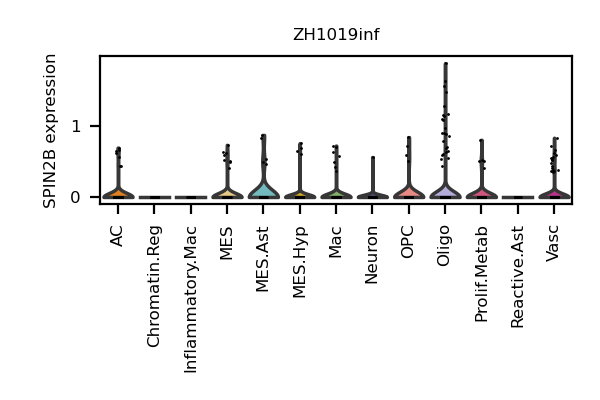 ZH1019inf
SPIN2B expression
1
0
AC
Chromatin.Reg
Inflammatory.Mac
MES
MES.Ast
MES.Hyp
Mac
Neuron
OPC
Oligo
Prolif.Metab
Reactive.Ast
Vasc